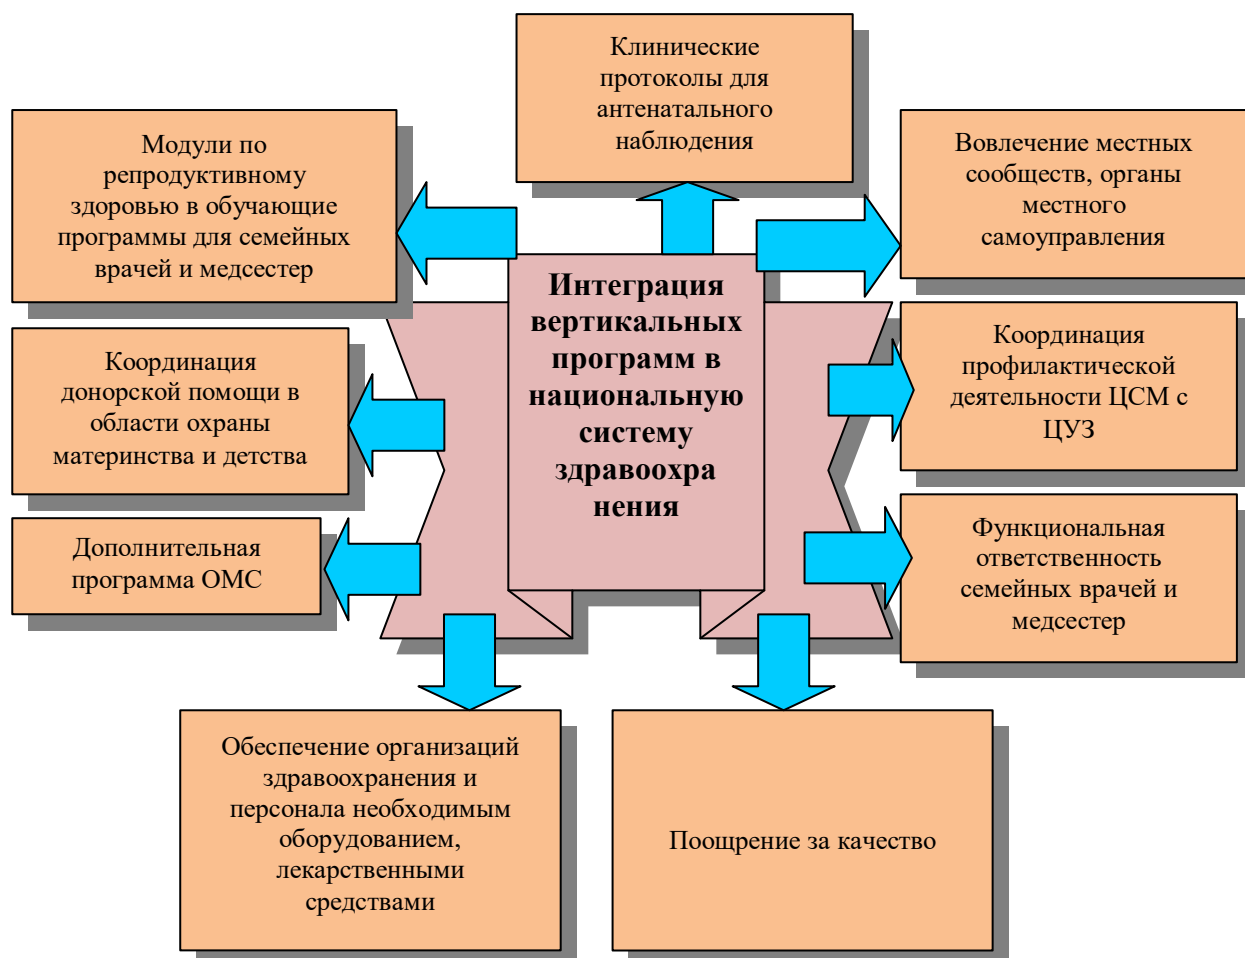 Клинические
протоколы для
антенатального
наблюдения
Модули по
репродуктивному
здоровью в обучающие
программы для семейных
врачей и медсестер
Вовлечение местных
сообществ, органы
местного
самоуправления
Интеграция
вертикальных
программ в
национальную
систему
здравоохра
нения
Координация
донорской помощи в
области охраны
материнства и детства
Координация
профилактической
деятельности ЦСМ с
ЦУЗ
Дополнительная
программа ОМС
Функциональная
ответственность
семейных врачей и
медсестер
Обеспечение организаций
здравоохранения и
персонала необходимым
оборудованием,
лекарственными
средствами
Поощрение за качество